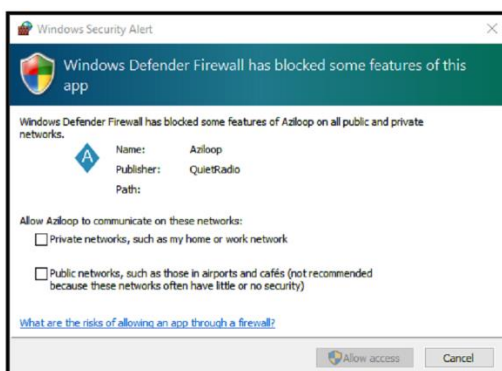 Windows Security Alert
Windows Defender Firewall has blocked some features of this
app
Windows Defender Firewall has blocked some features of Aziloop on all public and private
networks.
A
Name: Aziloop
Publisher: QuietRadio
Path:
Allow Aziloop to communicate on these networks:
Private networks, such as my home or work network
Public networks, such as those in airports and cafés (not recommended
because these networks often have little or no security)
What are the risks of allowing an app through a firewall?
Allow access Cancel